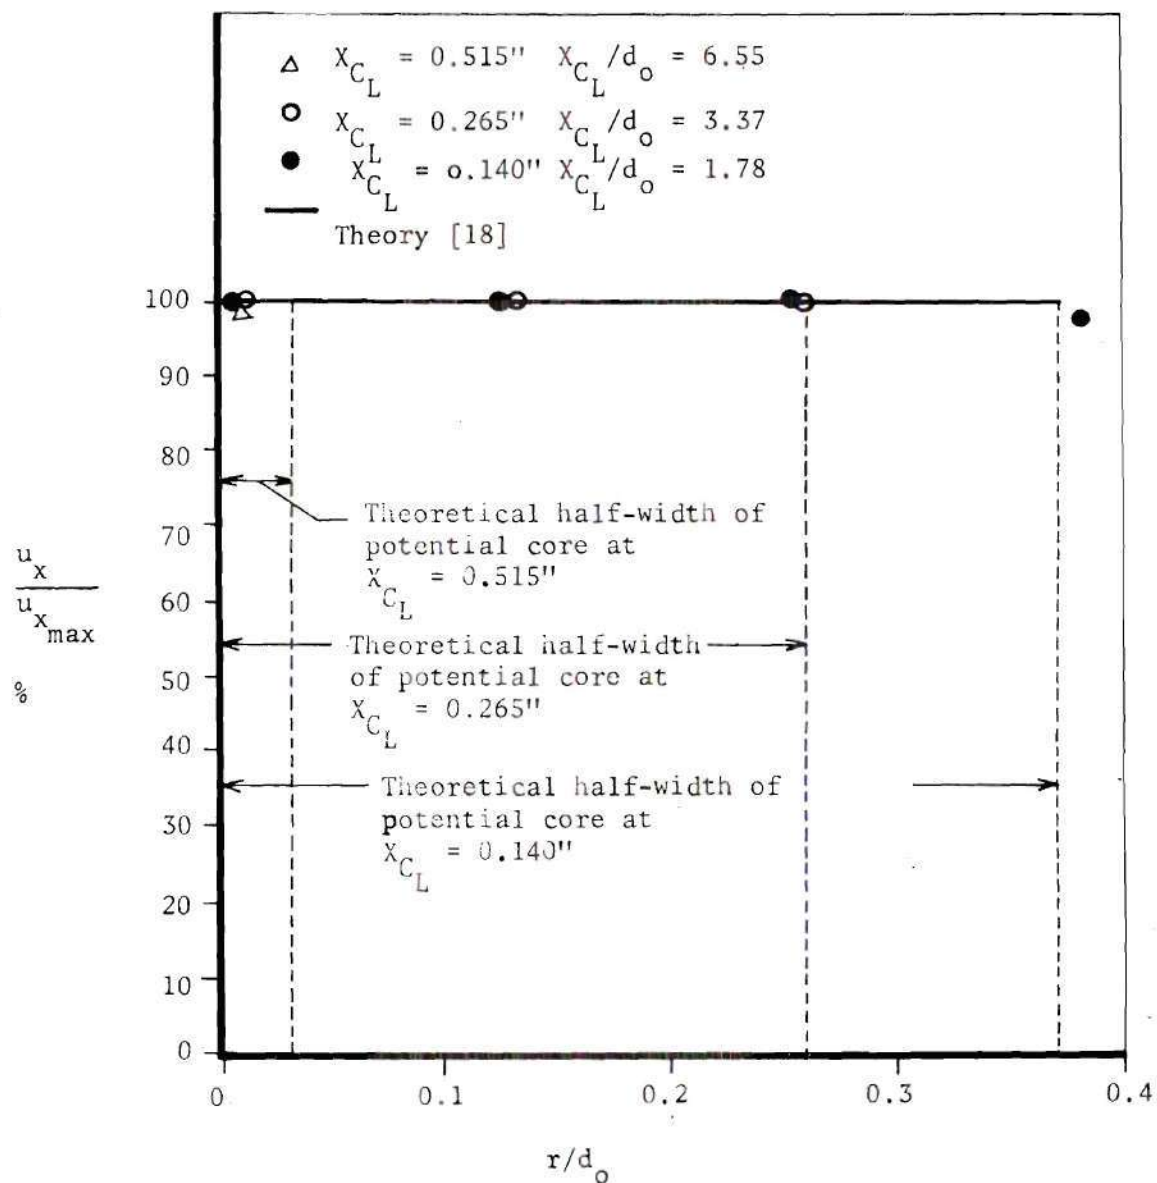 △ X_{C_L} = 0.515" X_{C_L}/d_o = 6.55
○ X_{C_L} = 0.265" X_{C_L}/d_o = 3.37
● X_{C_L} = o.140" X_{C_L}/d_o = 1.78
Theory [18]
100
90
80
70
60
50
40
30
20
10
0
u_x
u_{x_{max}}
%
Theoretical half-width of
potential core at
X_{C_L} = 0.515"
Theoretical half-width
of potential core at
X_{C_L} = 0.265"
Theoretical half-width of
potential core at
X_{C_L} = 0.140"
0 0.1 0.2 0.3 0.4
r/d_o